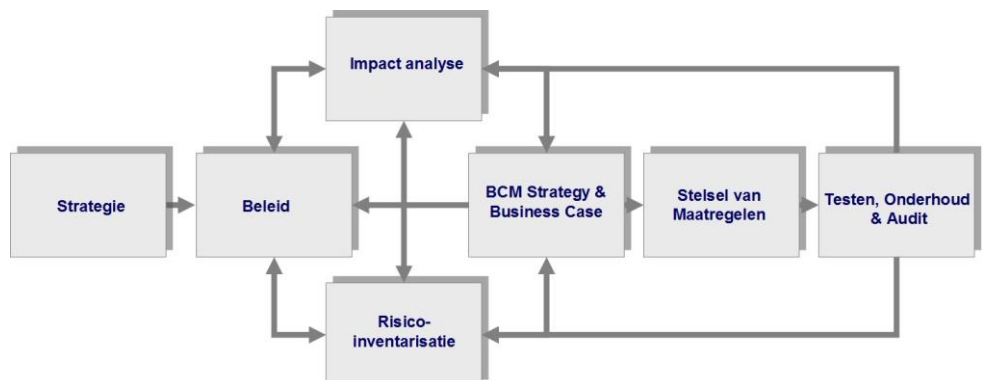 Impact analyse
Strategie
Beleid
BCM Strategy &
Business Case
Stelsel van
Maatregelen
Testen, Onderhoud
& Audit
Risico-
inventarisatie